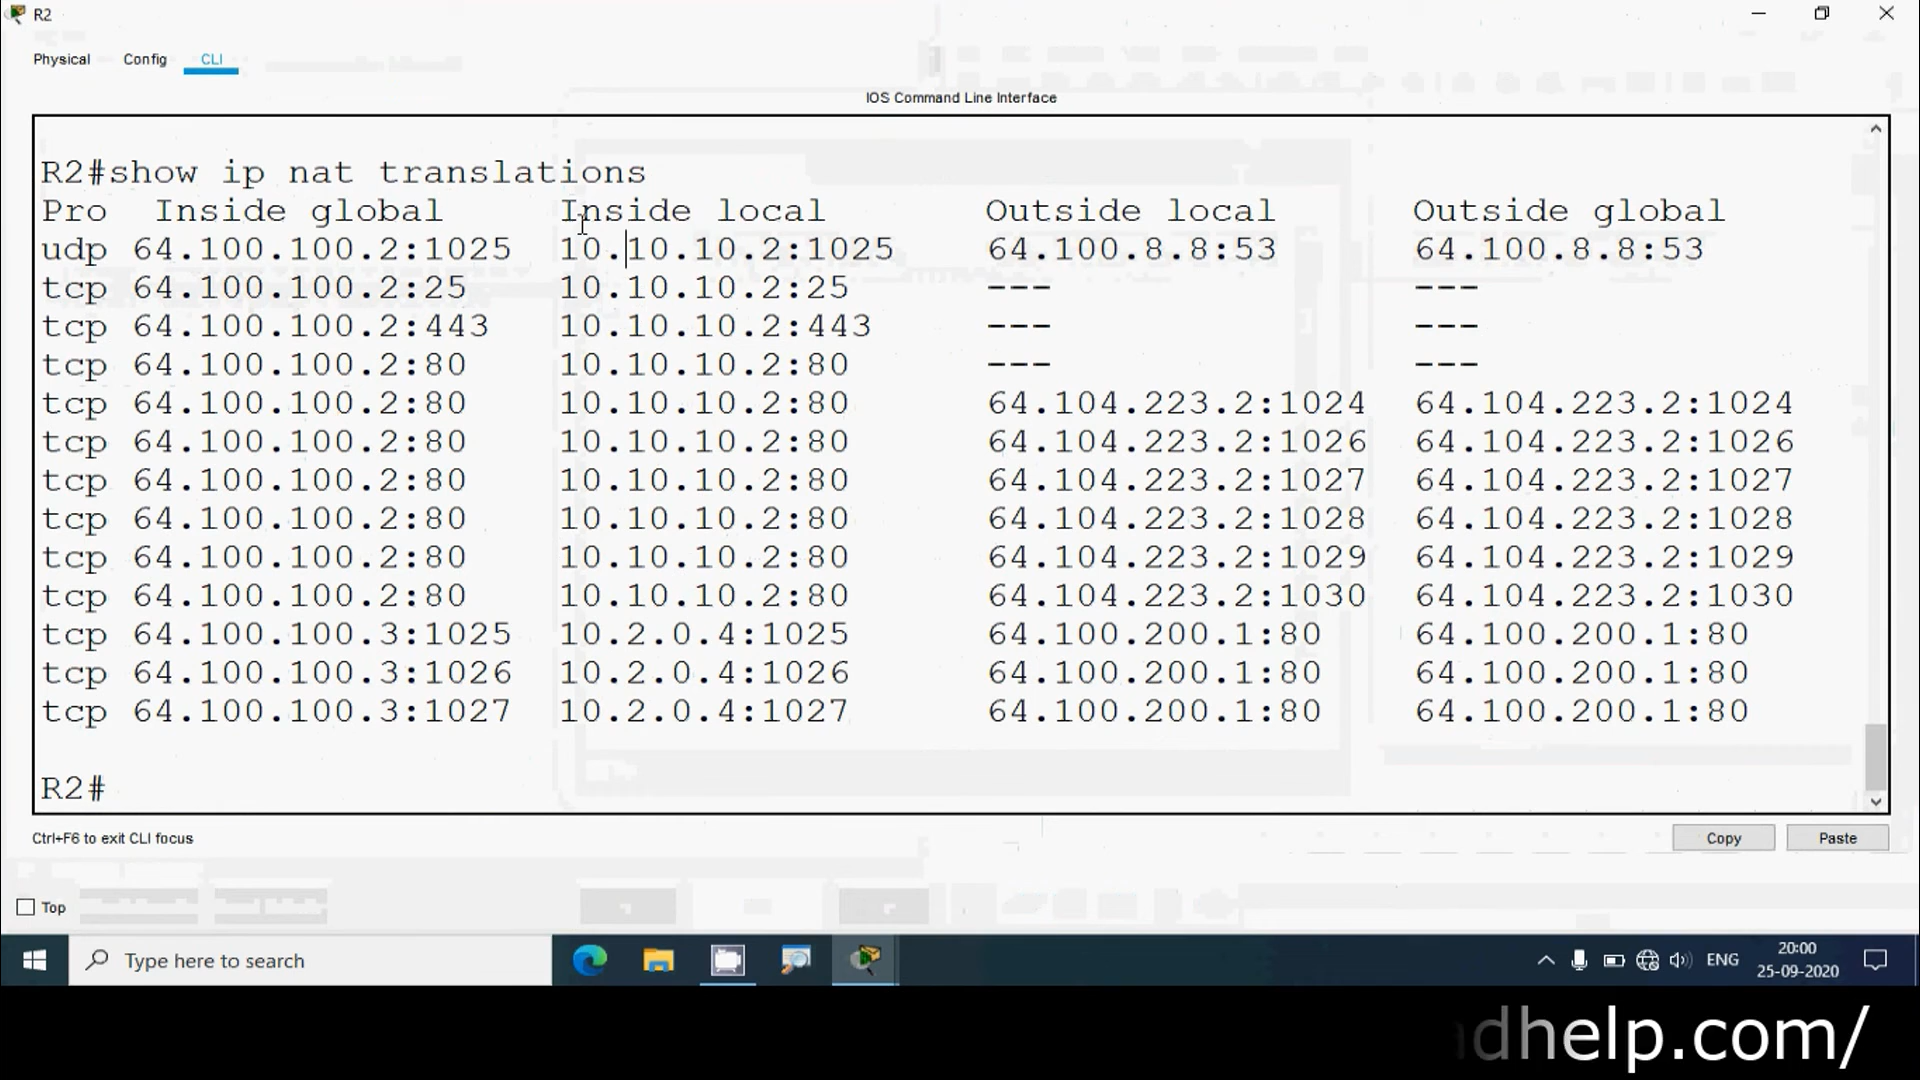 R2
Physical Config CLI
IOS Command Line Interface
R2#show ip nat translations
Pro Inside global Inside local Outside local Outside global
udp 64.100.100.2:1025 10.10.10.2:1025 64.100.8.8:53 64.100.8.8:53
tcp 64.100.100.2:25 10.10.10.2:25 --- ---
tcp 64.100.100.2:443 10.10.10.2:443 --- ---
tcp 64.100.100.2:80 10.10.10.2:80 --- ---
tcp 64.100.100.2:80 10.10.10.2:80 64.104.223.2:1024 64.104.223.2:1024
tcp 64.100.100.2:80 10.10.10.2:80 64.104.223.2:1026 64.104.223.2:1026
tcp 64.100.100.2:80 10.10.10.2:80 64.104.223.2:1027 64.104.223.2:1027
tcp 64.100.100.2:80 10.10.10.2:80 64.104.223.2:1028 64.104.223.2:1028
tcp 64.100.100.2:80 10.10.10.2:80 64.104.223.2:1029 64.104.223.2:1029
tcp 64.100.100.2:80 10.10.10.2:80 64.104.223.2:1030 64.104.223.2:1030
tcp 64.100.100.3:1025 10.2.0.4:1025 64.100.200.1:80 64.100.200.1:80
tcp 64.100.100.3:1026 10.2.0.4:1026 64.100.200.1:80 64.100.200.1:80
tcp 64.100.100.3:1027 10.2.0.4:1027 64.100.200.1:80 64.100.200.1:80
R2#
Ctrl+F6 to exit CLI focus
Copy Paste
Top
Type here to search
ENG
20:00
25-09-2020
adhelp.com/